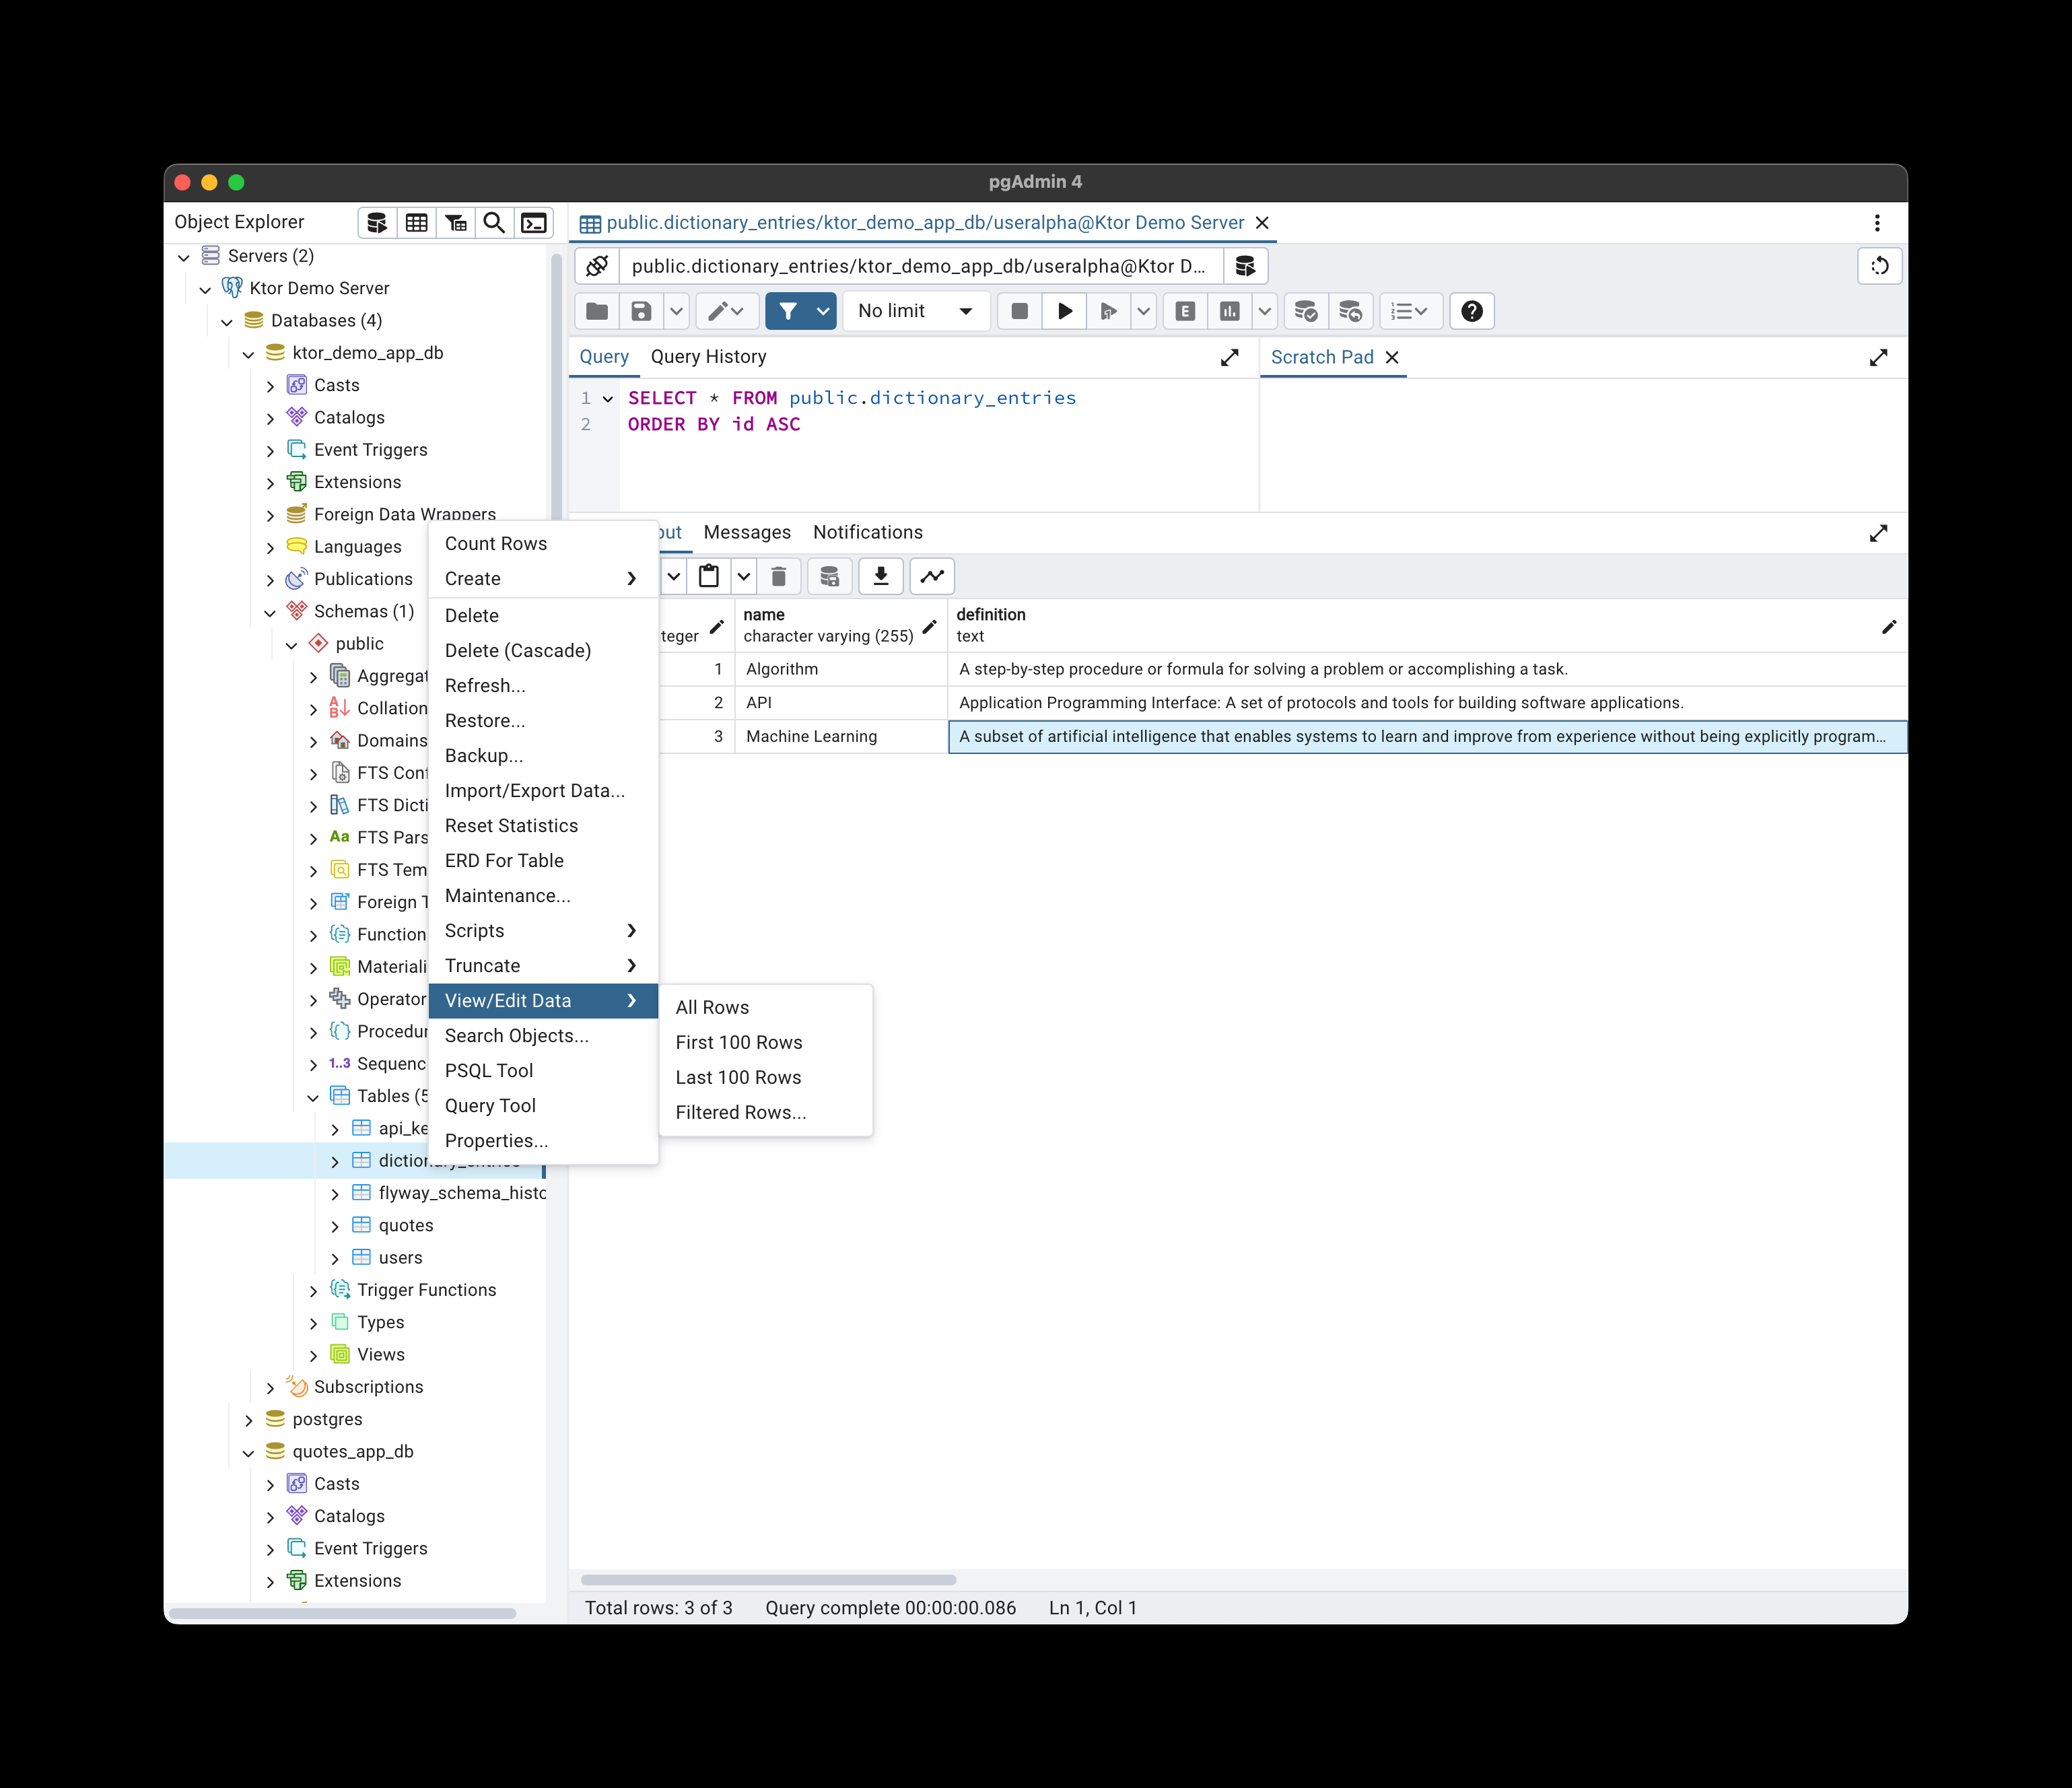 pgAdmin 4
Object Explorer
Servers (2)
Ktor Demo Server
Databases (4)
ktor_demo_app_db
Casts
Catalogs
Event Triggers
Extensions
Foreign Data Wrappers
Languages
Publications
Schemas (1)
public
Aggregat
Collation
Domains
FTS Conf
FTS Dicti
FTS Pars
FTS Tem
Foreign T
Function
Materiali
Operator
Procedur
1..3 Sequenc
Tables (5
api_ke
dictionary_entries
flyway_schema_histo
quotes
users
Trigger Functions
Types
Views
Subscriptions
postgres
quotes_app_db
Casts
Catalogs
Event Triggers
Extensions
Count Rows
Create
Delete
Delete (Cascade)
Refresh...
Restore...
Backup...
Import/Export Data...
Reset Statistics
ERD For Table
Maintenance...
Scripts
Truncate
View/Edit Data
Search Objects...
PSQL Tool
Query Tool
Properties...
All Rows
First 100 Rows
Last 100 Rows
Filtered Rows...
public.dictionary_entries/ktor_demo_app_db/useralpha@Ktor Demo Server
public.dictionary_entries/ktor_demo_app_db/useralpha@Ktor D...
No limit
E
Query Query History
Scratch Pad
1 SELECT * FROM public.dictionary_entries
2 ORDER BY id ASC
out Messages Notifications
name definition
teger character varying (255) text
1 Algorithm A step-by-step procedure or formula for solving a problem or accomplishing a task.
2 API Application Programming Interface: A set of protocols and tools for building software applications.
3 Machine Learning A subset of artificial intelligence that enables systems to learn and improve from experience without being explicitly program...
Total rows: 3 of 3 Query complete 00:00:00.086 Ln 1, Col 1